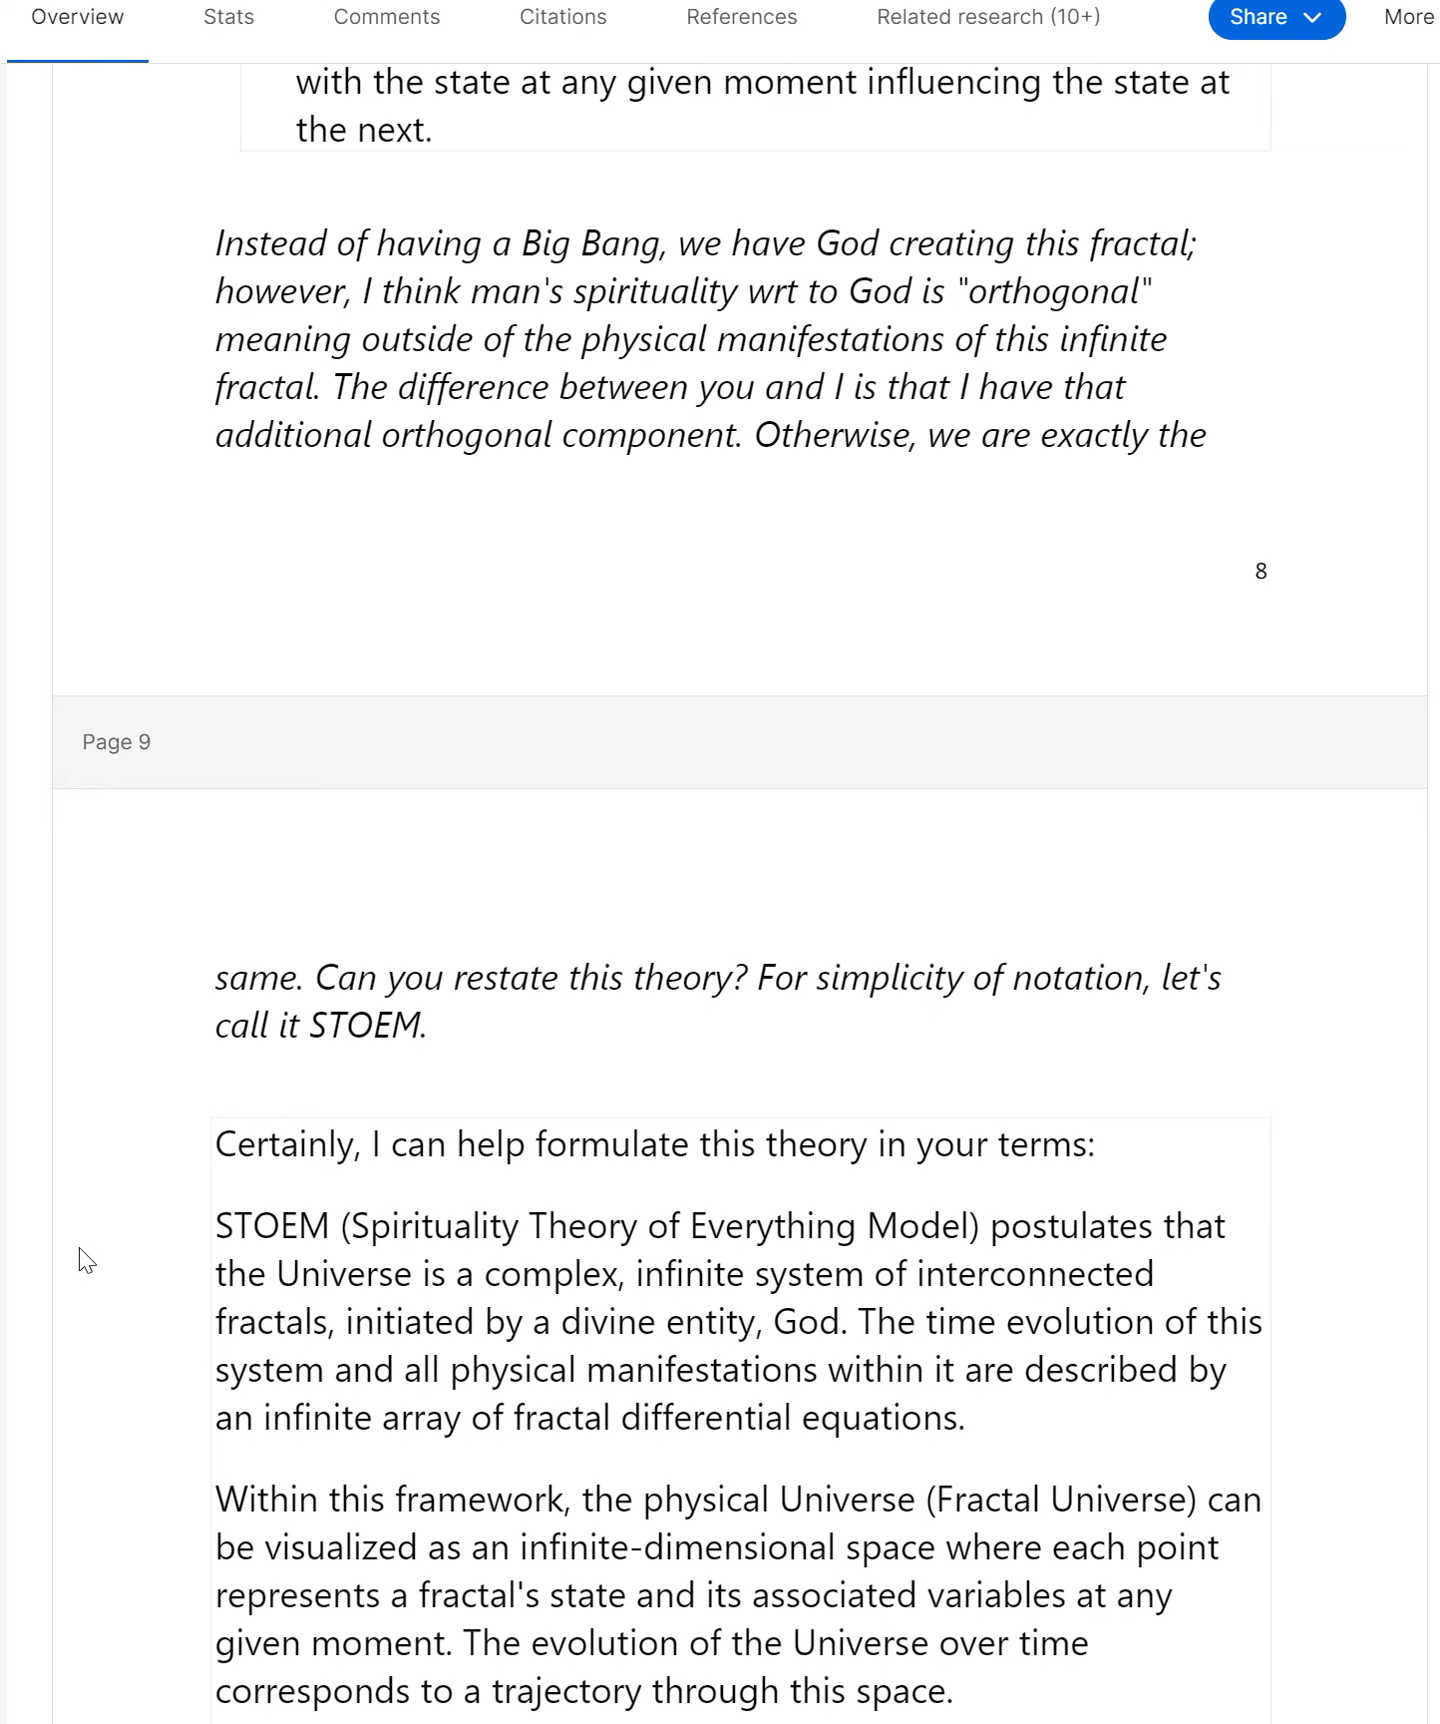 Overview Stats Comments Citations References Related research (10+) Share More
with the state at any given moment influencing the state at
the next.
Instead of having a Big Bang, we have God creating this fractal;
however, I think man's spirituality wrt to God is "orthogonal"
meaning outside of the physical manifestations of this infinite
fractal. The difference between you and I is that I have that
additional orthogonal component. Otherwise, we are exactly the
8
Page 9
same. Can you restate this theory? For simplicity of notation, let's
call it STOEM.
Certainly, I can help formulate this theory in your terms:
STOEM (Spirituality Theory of Everything Model) postulates that
the Universe is a complex, infinite system of interconnected
fractals, initiated by a divine entity, God. The time evolution of this
system and all physical manifestations within it are described by
an infinite array of fractal differential equations.
Within this framework, the physical Universe (Fractal Universe) can
be visualized as an infinite-dimensional space where each point
represents a fractal's state and its associated variables at any
given moment. The evolution of the Universe over time
corresponds to a trajectory through this space.